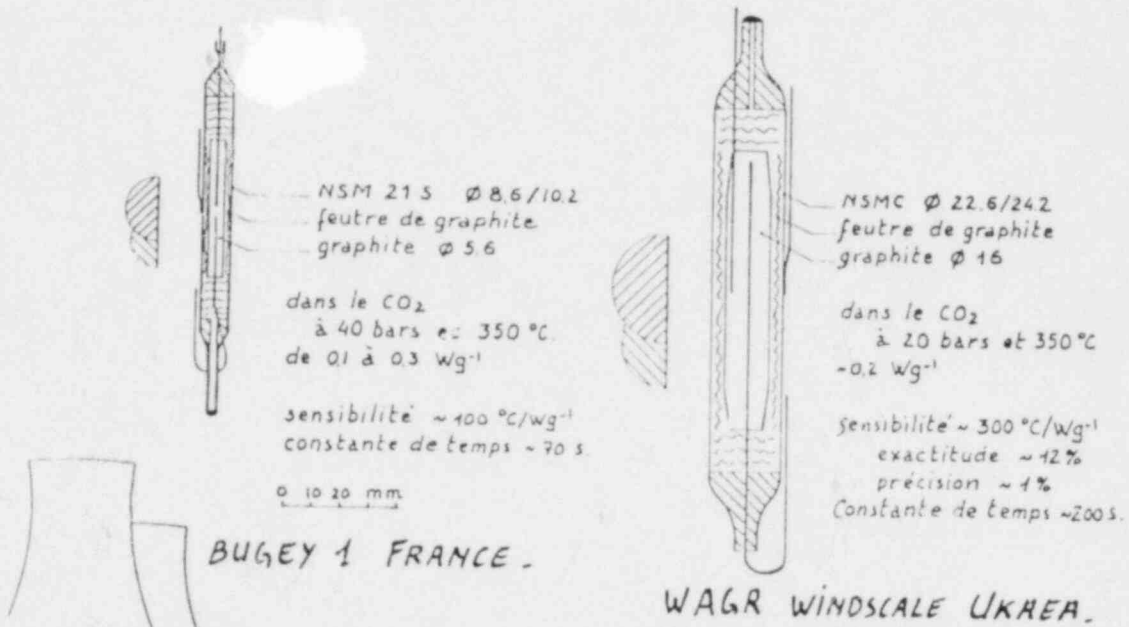 NSM 21 S Ø 8,6/10.2
feutre de graphite
graphite Ø 5,6
dans le CO₂
à 40 bars e: 350 °C.
de 0,1 à 0,3 Wg⁻¹
sensibilité ~ 100 °C/Wg⁻¹
constante de temps ~ 70 s.
0 10 20 mm
BUGEY 1 FRANCE.
NSMC Ø 22.6/24.2
feutre de graphite
graphite Ø 16
dans le CO₂
à 20 bars et 350 °C
~0,2 Wg⁻¹
Sensibilité ~ 300 °C/Wg⁻¹
exactitude ~ 12 %
précision ~ 1 %
Constante de temps ~200 s.
WAGR WINDSCALE UKAEA.